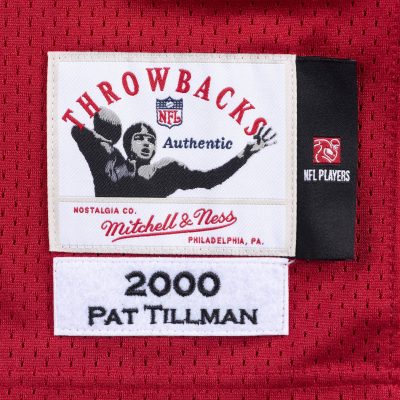 THROWBACKS
NFL
Authentic
NFL PLAYERS
NOSTALGIA CO.
Mitchell & Ness
PHILADELPHIA, PA.
2000
PAT TILLMAN